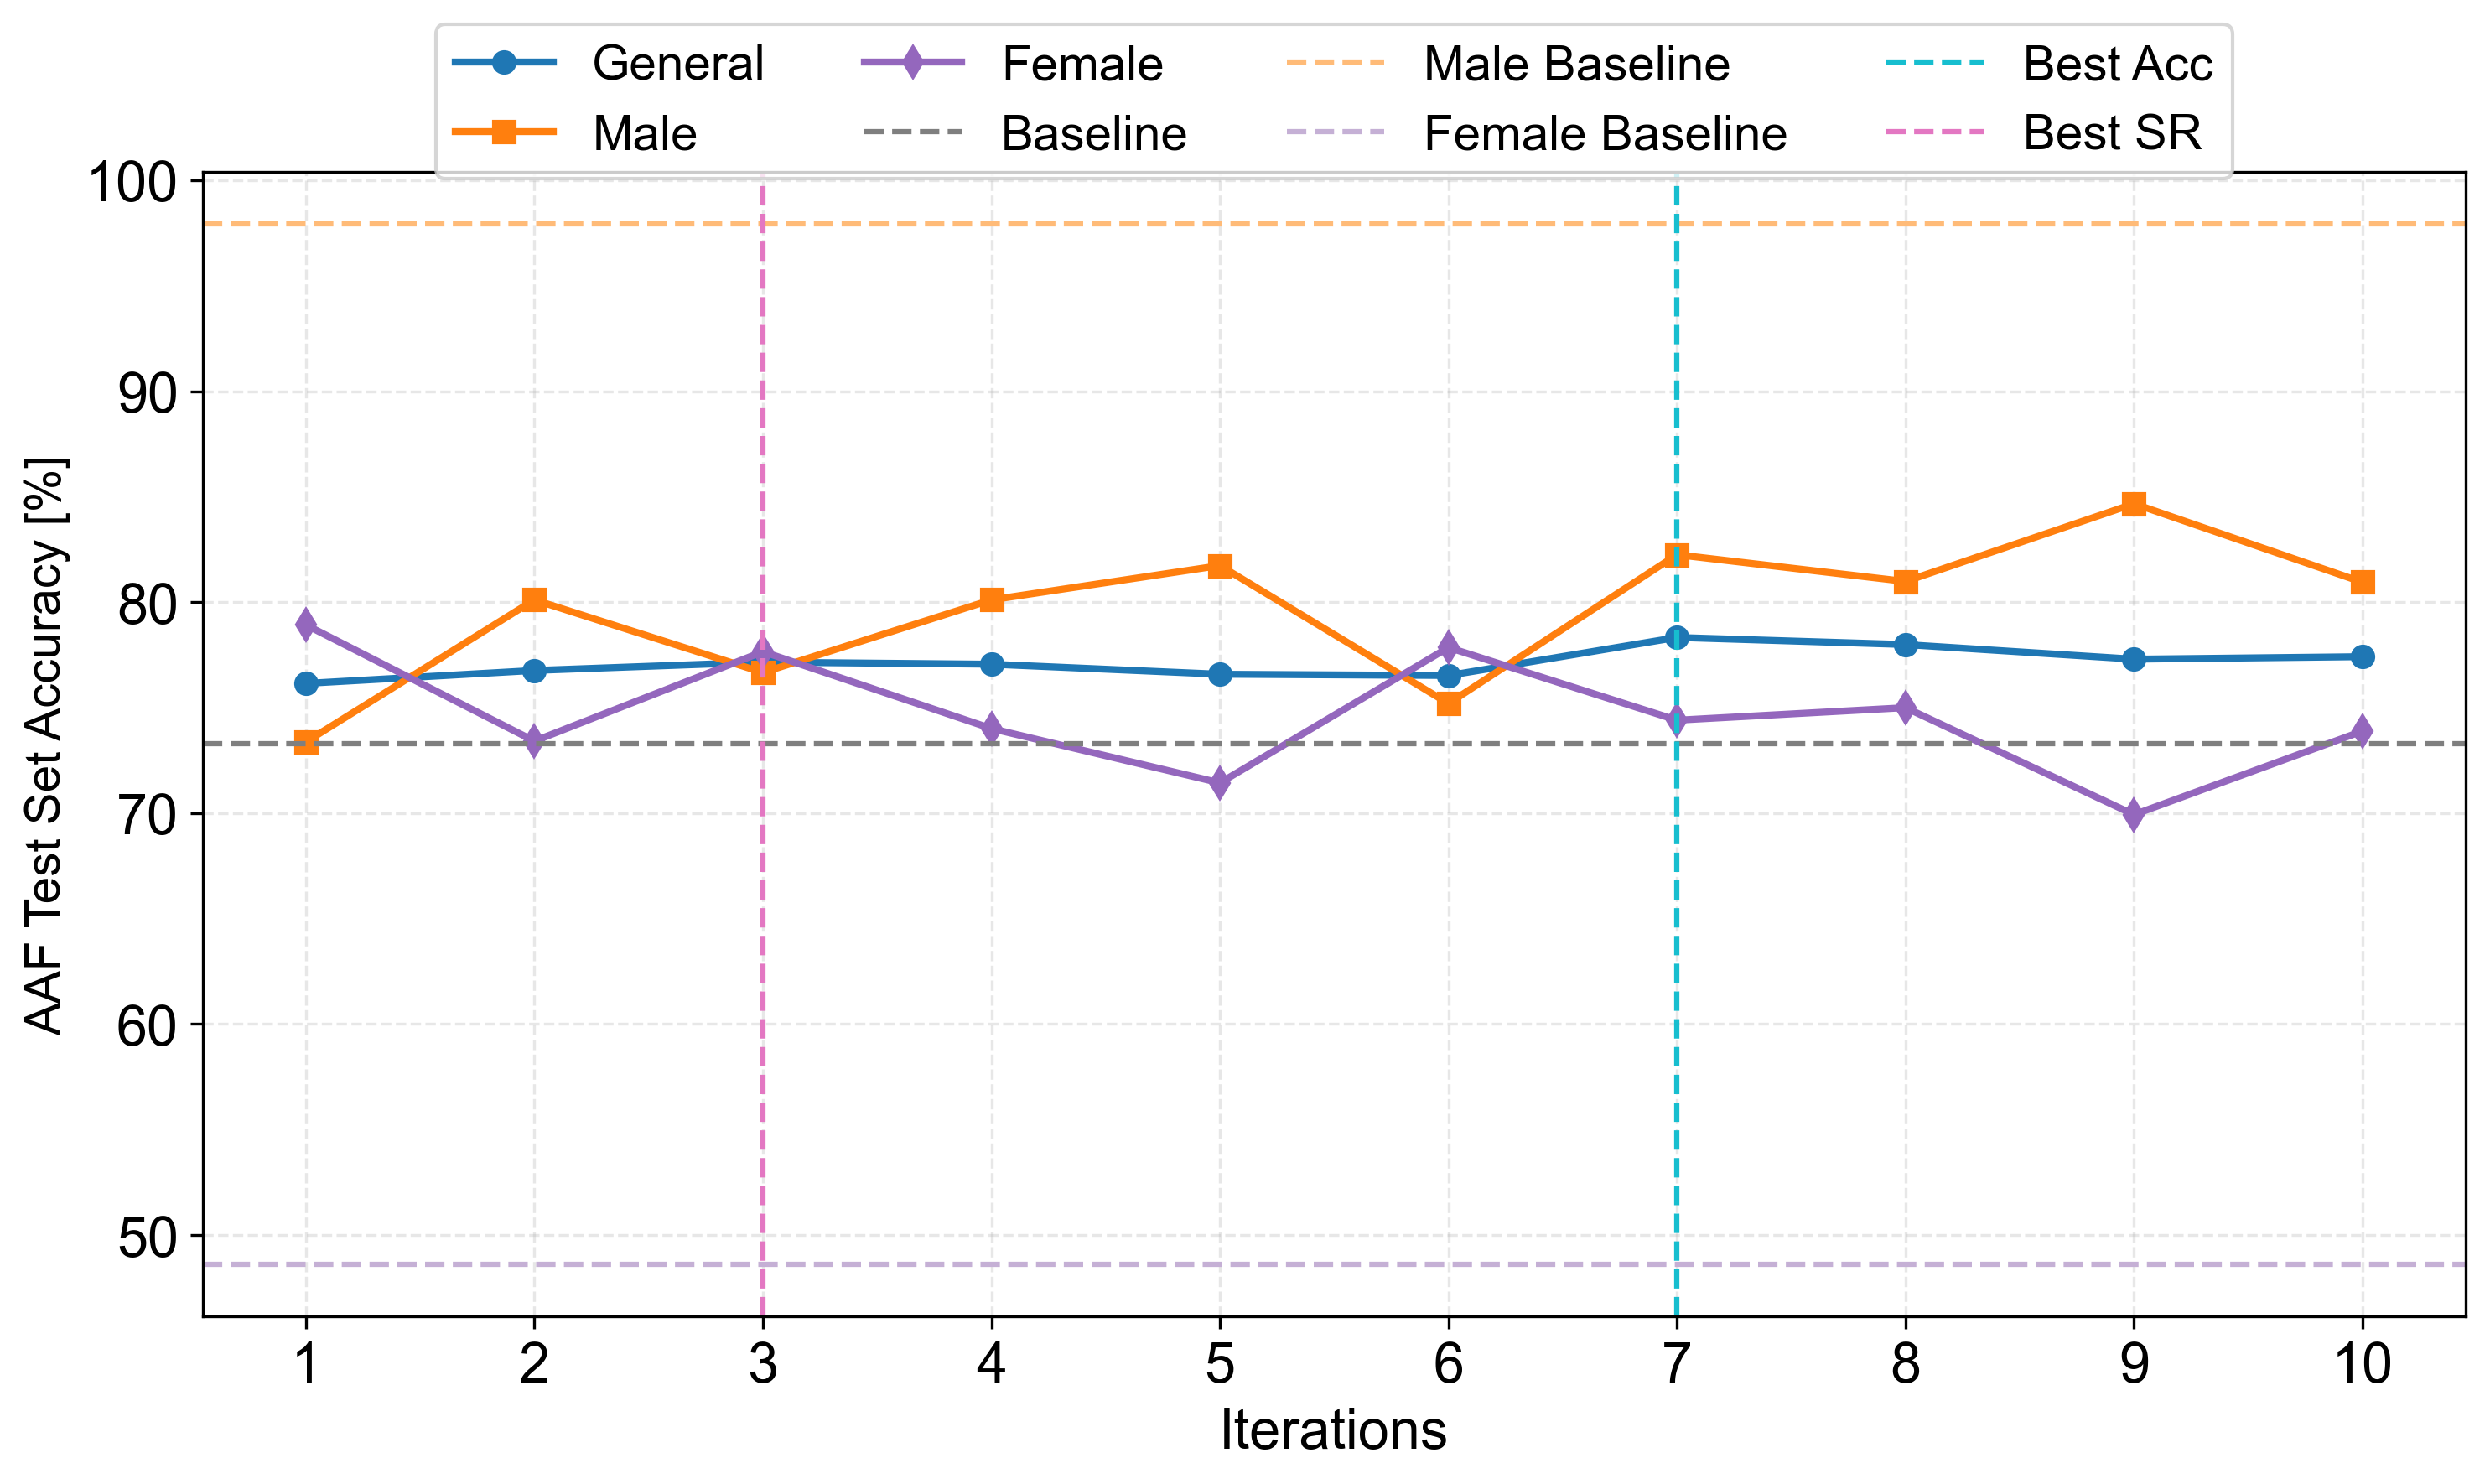 General
Male
Female
Baseline
Male Baseline
Female Baseline
Best Acc
Best SR
100
90
80
70
60
50
AAF Test Set Accuracy [%]
1 2 3 4 5 6 7 8 9 10
Iterations